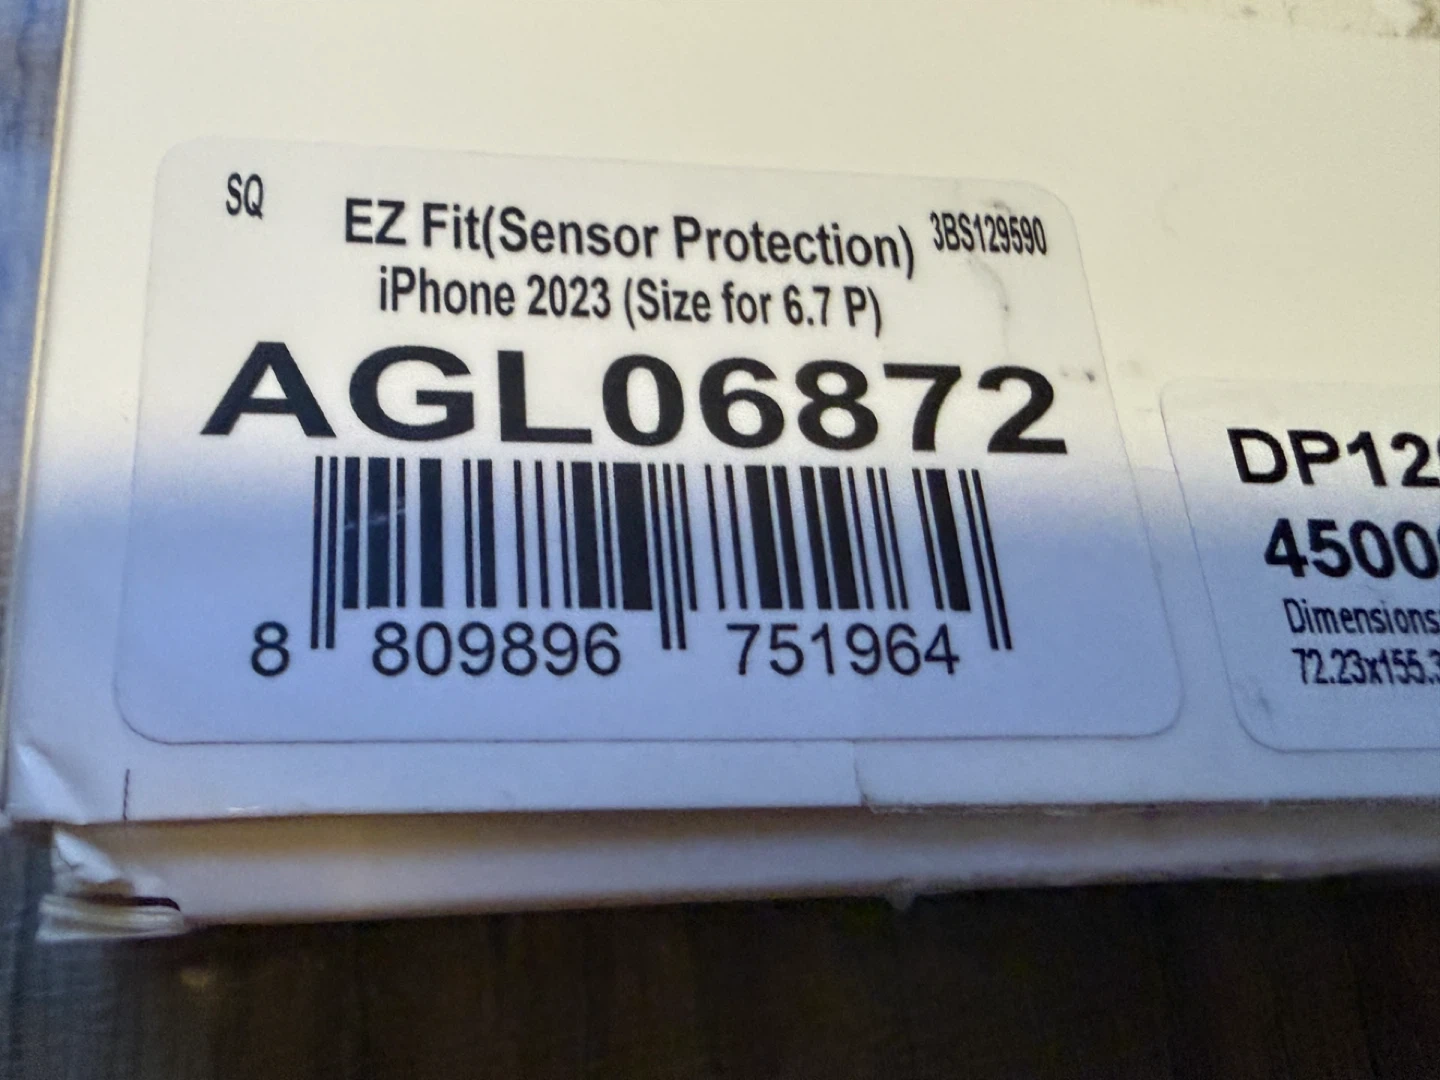 SQ
EZ Fit(Sensor Protection) 3BS129590
iPhone 2023 (Size for 6.7 P)
AGL06872
8 809896 751964
DP12
4500
Dimensions:
72.23x155.3